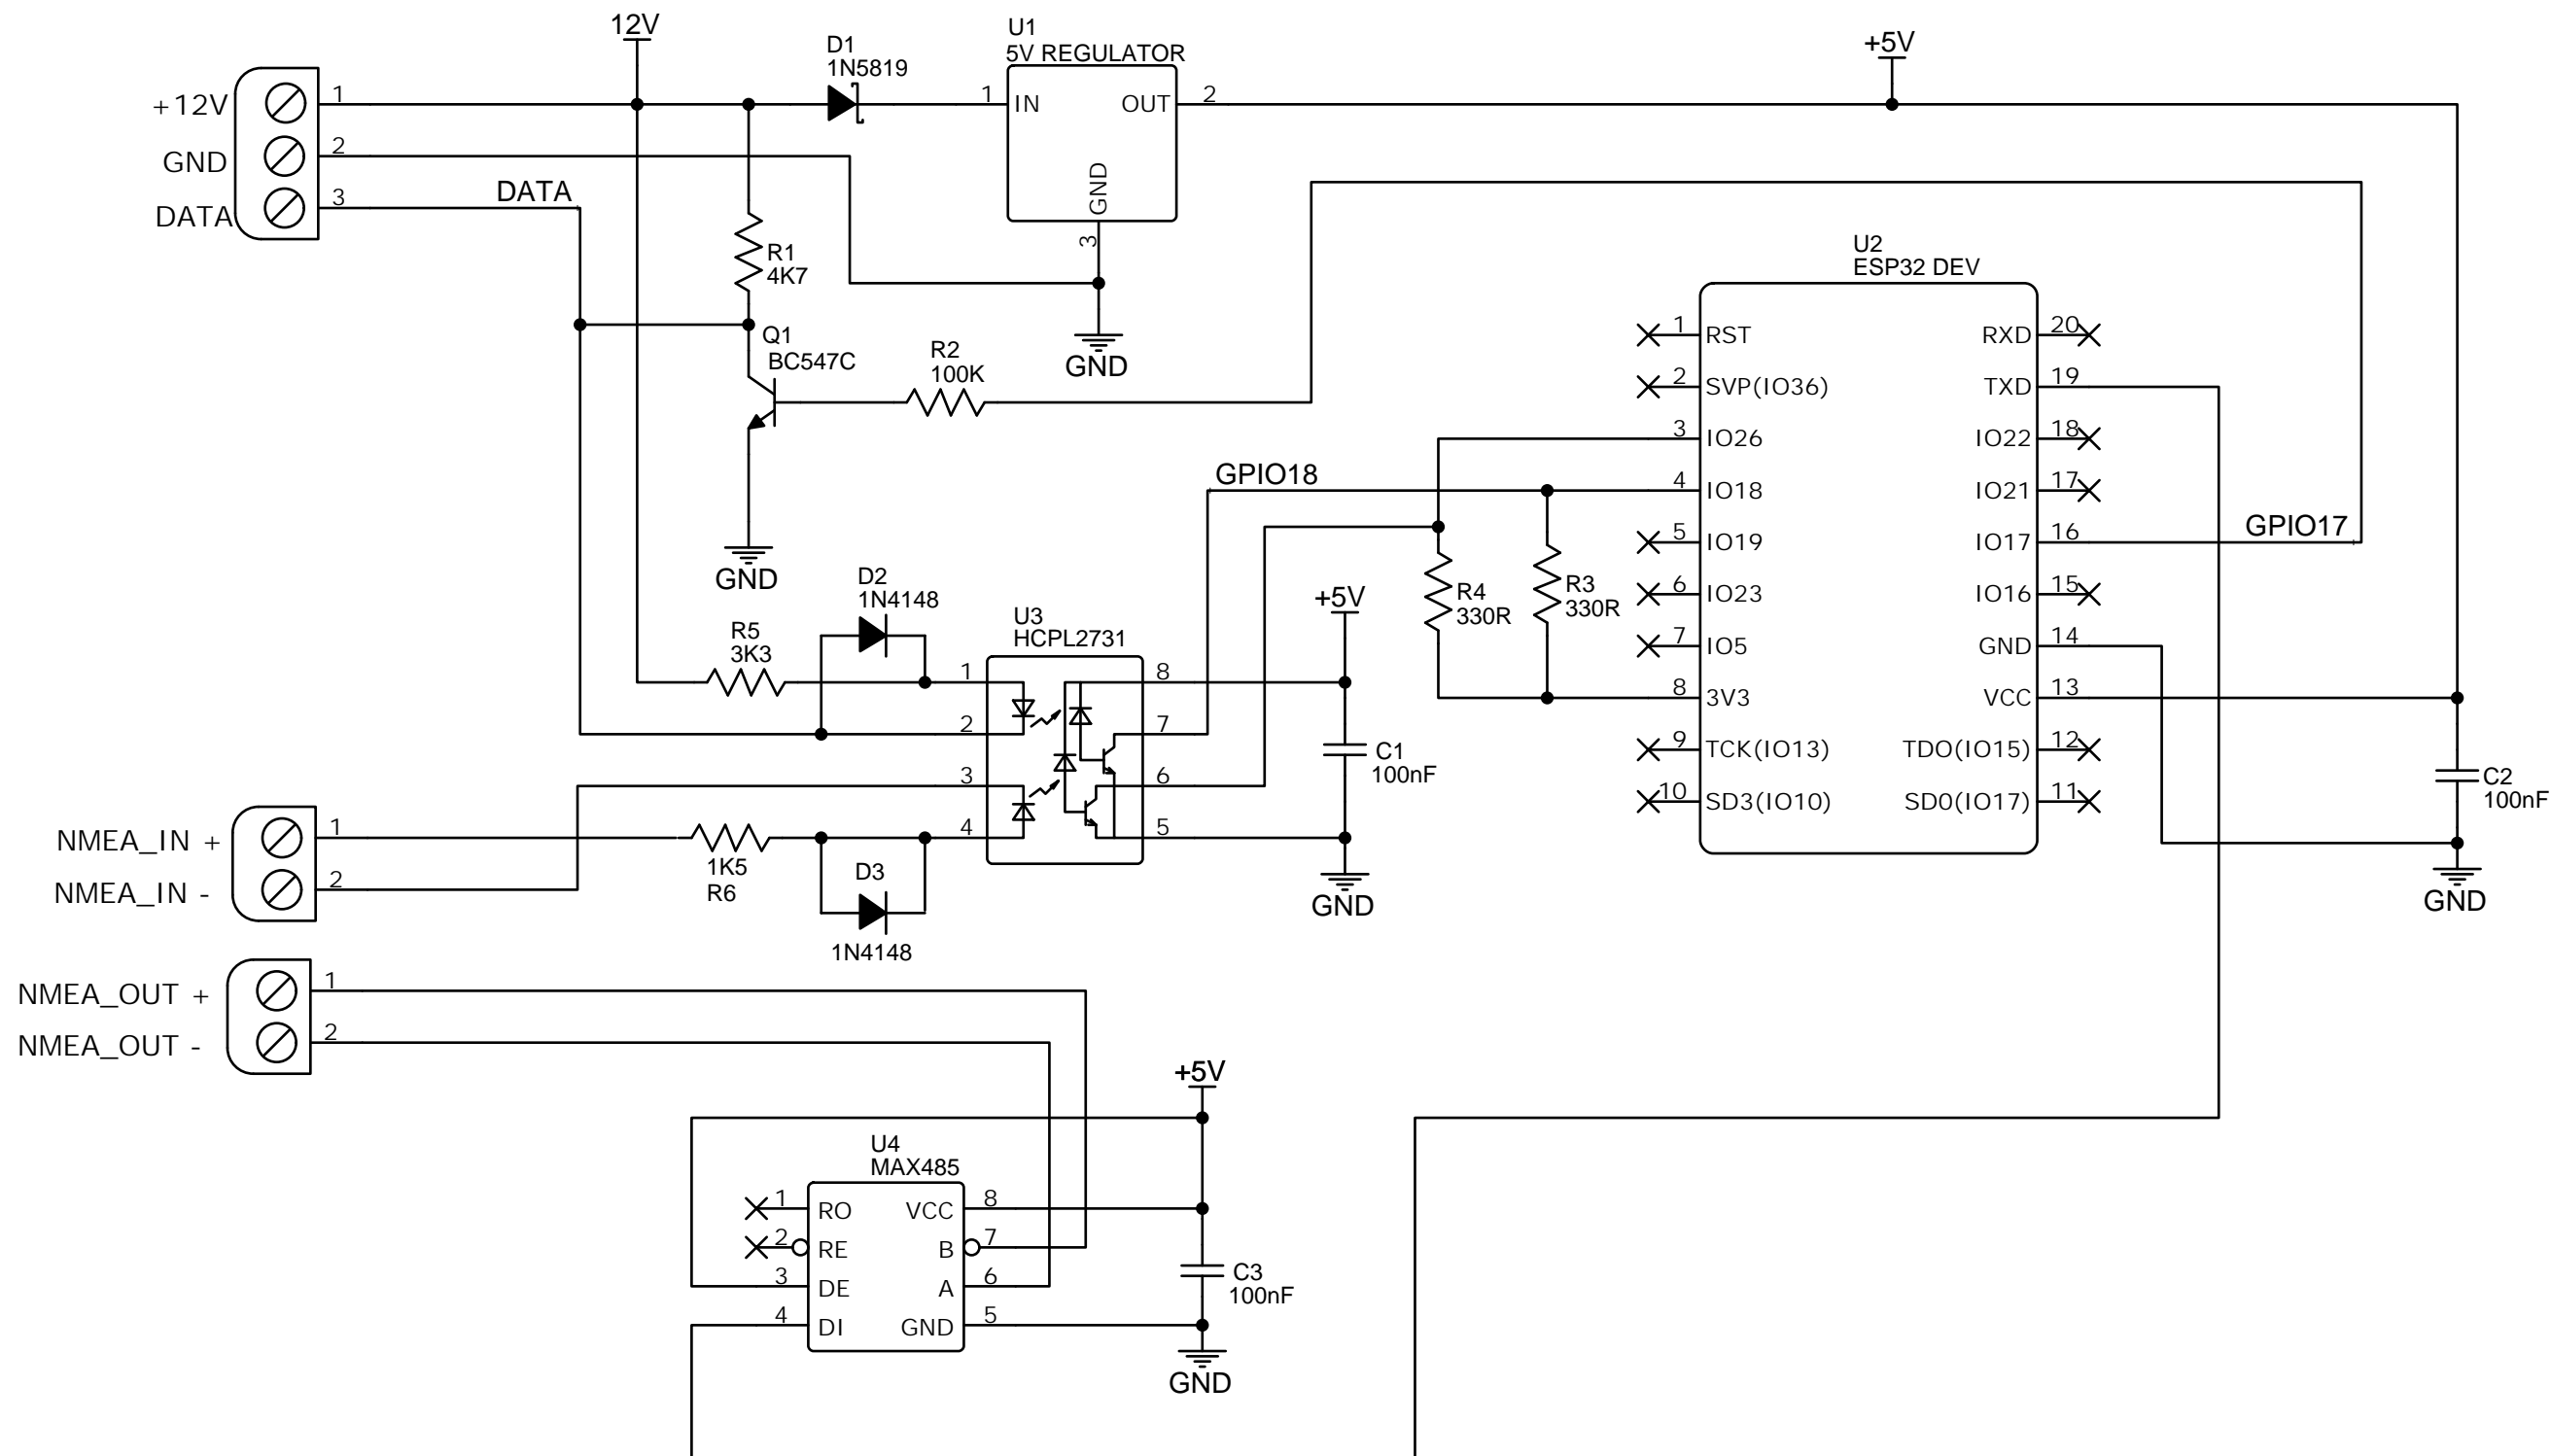 12V
+12V
GND
DATA
1
2
3
DATA
D1
1N5819
U1
5V REGULATOR
1
IN
OUT
2
GND
3
GND
+5V
R1
4K7
Q1
BC547C
R2
100K
GND
GPIO18
GPIO17
U2
ESP32 DEV
1 RST
2 SVP(IO36)
3 IO26
4 IO18
5 IO19
6 IO23
7 IO5
8 3V3
9 TCK(IO13)
10 SD3(IO10)
RXD 20
TXD 19
IO22 18
IO21 17
IO17 16
IO16 15
GND 14
VCC 13
TDO(IO15) 12
SD0(IO17) 11
R4
330R
R3
330R
D2
1N4148
R5
3K3
U3
HCPL2731
1
2
3
4
8
7
6
5
+5V
C1
100nF
GND
C2
100nF
GND
NMEA_IN +
NMEA_IN -
1
2
1K5
R6
D3
1N4148
NMEA_OUT +
NMEA_OUT -
1
2
+5V
U4
MAX485
1 RO
2 RE
3 DE
4 DI
VCC 8
B 7
A 6
GND 5
C3
100nF
GND